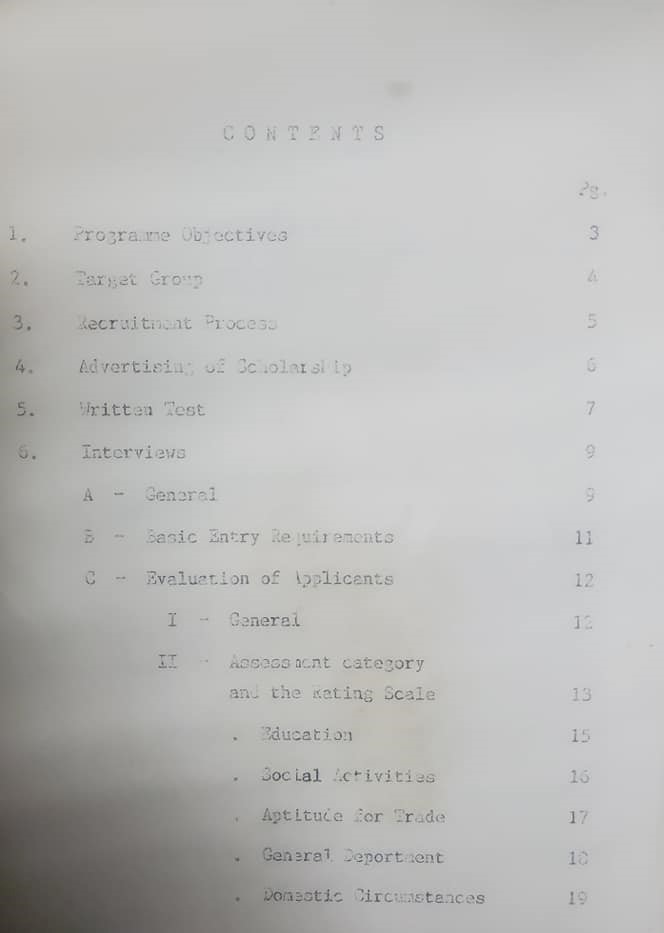 CONTENTS
Pg.
1. Programme Objectives 3
2. Target Group 4
3. Recruitment Process 5
4. Advertising of Scholarship 6
5. Written Test 7
6. Interviews 9
A - General 9
B - Basic Entry Requirements 11
C - Evaluation of Applicants 12
I - General 12
II - Assessment category
and the Rating Scale 13
. Education 15
. Social Activities 16
. Aptitude for Trade 17
. General Deportment 18
. Domestic Circumstances 19